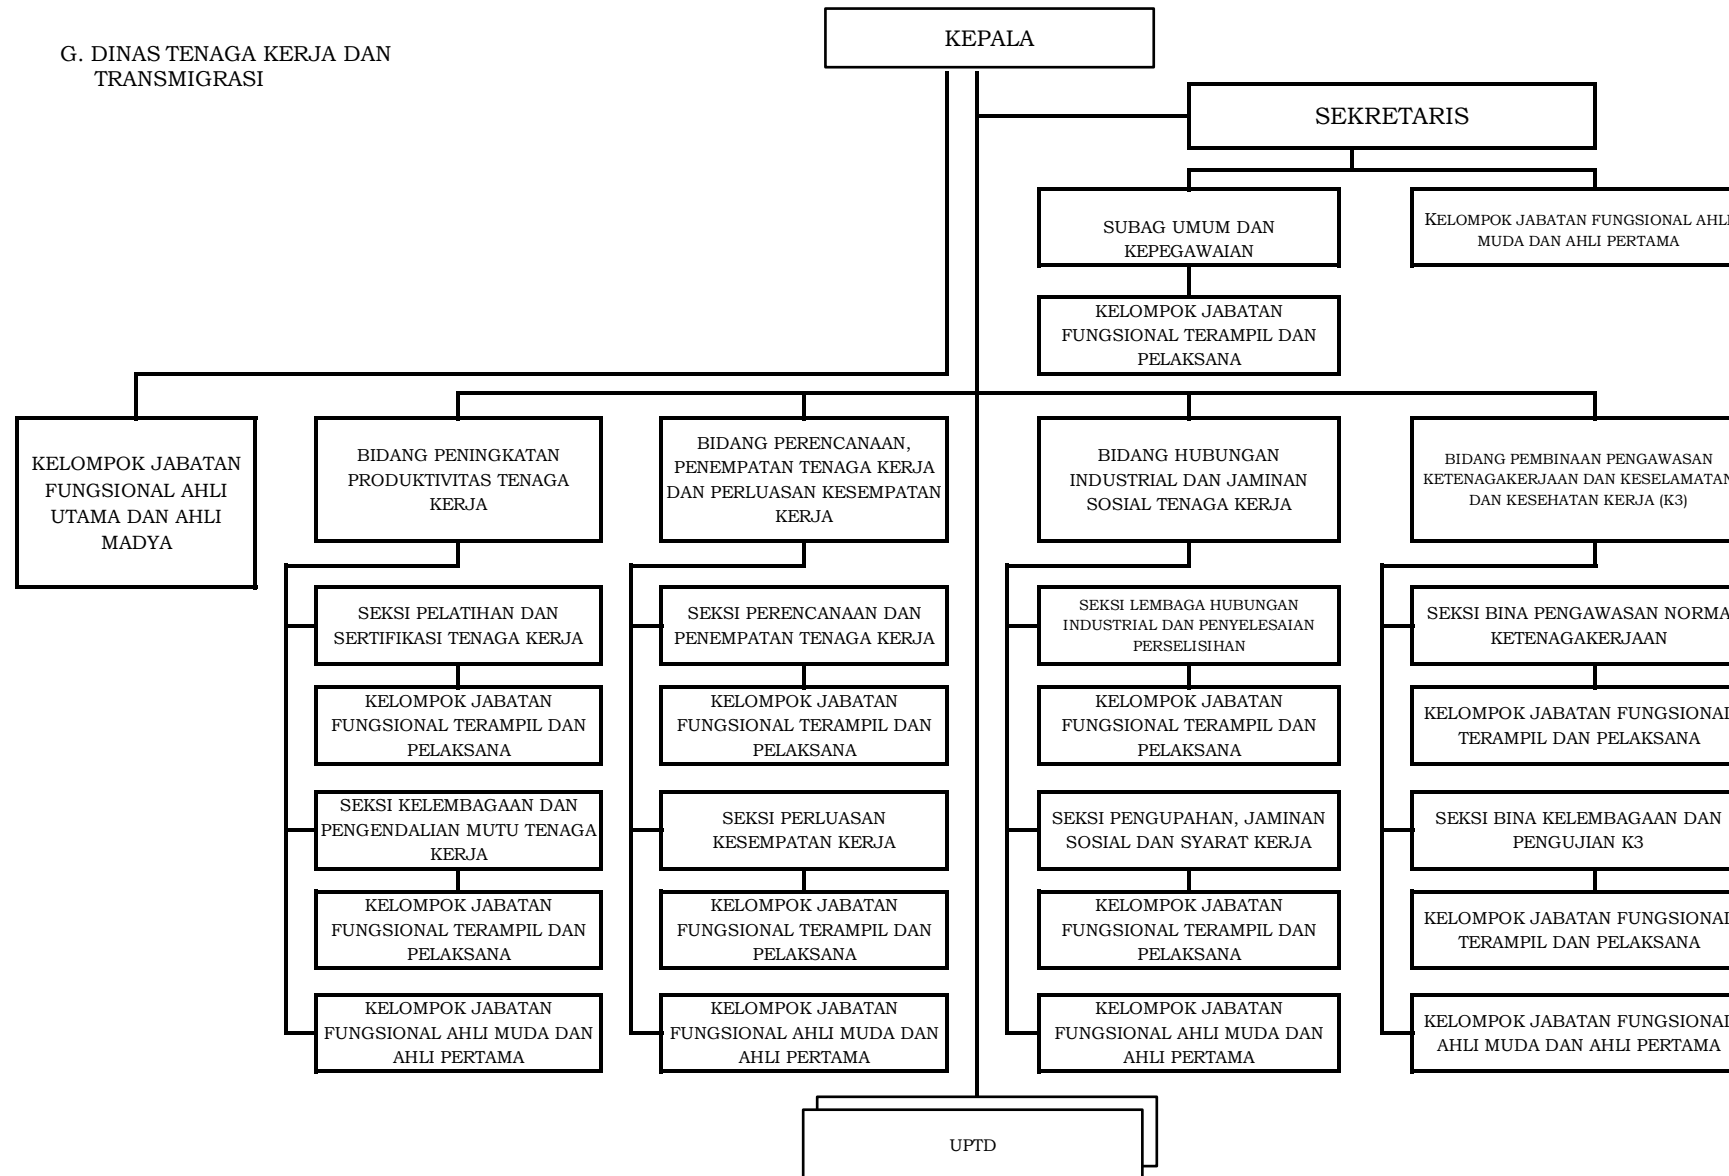 G. DINAS TENAGA KERJA DAN
TRANSMIGRASI
KEPALA
SEKRETARIS
SUBAG UMUM DAN
KEPEGAWAIAN
KELOMPOK JABATAN FUNGSIONAL AHLI
MUDA DAN AHLI PERTAMA
KELOMPOK JABATAN
FUNGSIONAL TERAMPIL DAN
PELAKSANA
KELOMPOK JABATAN
FUNGSIONAL AHLI
UTAMA DAN AHLI
MADYA
BIDANG PENINGKATAN
PRODUKTIVITAS TENAGA
KERJA
BIDANG PERENCANAAN,
PENEMPATAN TENAGA KERJA
DAN PERLUASAN KESEMPATAN
KERJA
BIDANG HUBUNGAN
INDUSTRIAL DAN JAMINAN
SOSIAL TENAGA KERJA
BIDANG PEMBINAAN PENGAWASAN
KETENAGAKERJAAN DAN KESELAMATAN
DAN KESEHATAN KERJA (K3)
SEKSI PELATIHAN DAN
SERTIFIKASI TENAGA KERJA
SEKSI PERENCANAAN DAN
PENEMPATAN TENAGA KERJA
SEKSI LEMBAGA HUBUNGAN
INDUSTRIAL DAN PENYELESAIAN
PERSELISIHAN
SEKSI BINA PENGAWASAN NORMA
KETENAGAKERJAAN
KELOMPOK JABATAN
FUNGSIONAL TERAMPIL DAN
PELAKSANA
KELOMPOK JABATAN
FUNGSIONAL TERAMPIL DAN
PELAKSANA
KELOMPOK JABATAN
FUNGSIONAL TERAMPIL DAN
PELAKSANA
KELOMPOK JABATAN FUNGSIONAL
TERAMPIL DAN PELAKSANA
SEKSI KELEMBAGAAN DAN
PENGENDALIAN MUTU TENAGA
KERJA
SEKSI PERLUASAN
KESEMPATAN KERJA
SEKSI PENGUPAHAN, JAMINAN
SOSIAL DAN SYARAT KERJA
SEKSI BINA KELEMBAGAAN DAN
PENGUJIAN K3
KELOMPOK JABATAN
FUNGSIONAL TERAMPIL DAN
PELAKSANA
KELOMPOK JABATAN
FUNGSIONAL TERAMPIL DAN
PELAKSANA
KELOMPOK JABATAN
FUNGSIONAL TERAMPIL DAN
PELAKSANA
KELOMPOK JABATAN FUNGSIONAL
TERAMPIL DAN PELAKSANA
KELOMPOK JABATAN
FUNGSIONAL AHLI MUDA DAN
AHLI PERTAMA
KELOMPOK JABATAN
FUNGSIONAL AHLI MUDA DAN
AHLI PERTAMA
KELOMPOK JABATAN
FUNGSIONAL AHLI MUDA DAN
AHLI PERTAMA
KELOMPOK JABATAN FUNGSIONAL
AHLI MUDA DAN AHLI PERTAMA
UPTD